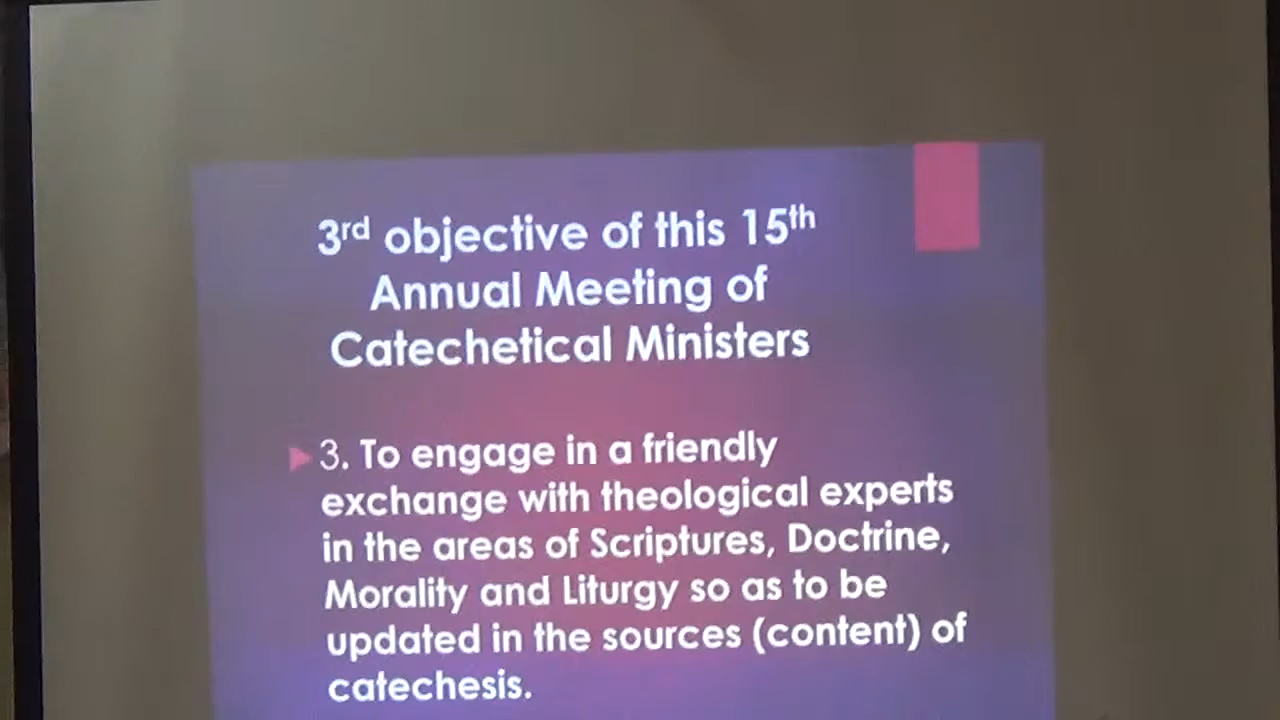 3rd objective of this 15th
Annual Meeting of
Catechetical Ministers
3. To engage in a friendly
exchange with theological experts
in the areas of Scriptures, Doctrine,
Morality and Liturgy so as to be
updated in the sources (content) of
catechesis.